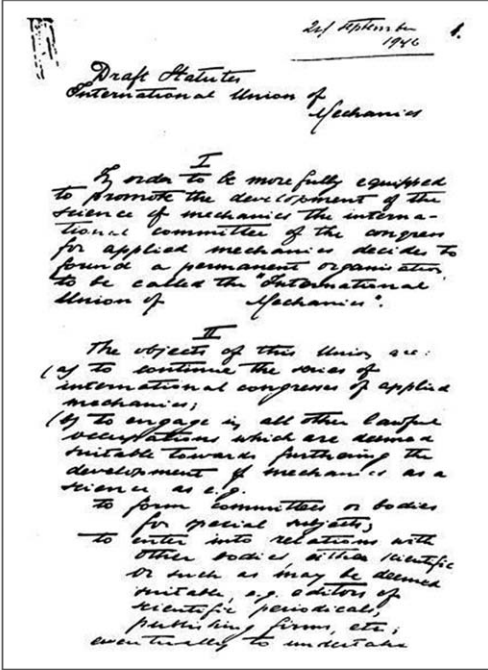 24 September
1946
1.
Draft Statutes
International Union of
Mechanics
I
In order to be more fully equipped
to promote the development of the
science of mechanics the interna-
tional committee of the congress
for applied mechanics decides to
found a permanent organisation,
to be called the "International
Union of Mechanics".
II
The objects of this Union are:
(a) to continue the series of
international congresses of applied
mechanics;
(b) to engage in all other lawful
occupations which are deemed
suitable towards furthering the
development of mechanics as a
science as e.g.
to form committees or bodies
for special subjects;
to enter into relations with
other bodies either scientific
or such as may be deemed
suitable, e.g. editors of
scientific periodicals,
publishing firms, etc;
eventually to undertake